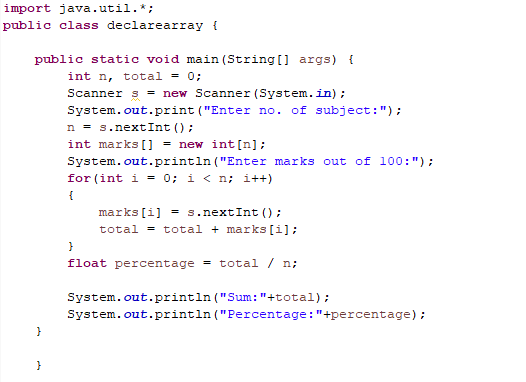 import java.util.*;
public class declarearray {
public static void main(String[] args) {
int n, total = 0;
Scanner s = new Scanner(System.in);
System.out.print("Enter no. of subject:");
n = s.nextInt();
int marks[] = new int[n];
System.out.println("Enter marks out of 100:");
for(int i = 0; i < n; i++)
{
marks[i] = s.nextInt();
total = total + marks[i];
}
float percentage = total / n;
System.out.println("Sum:"+total);
System.out.println("Percentage:"+percentage);
}
}